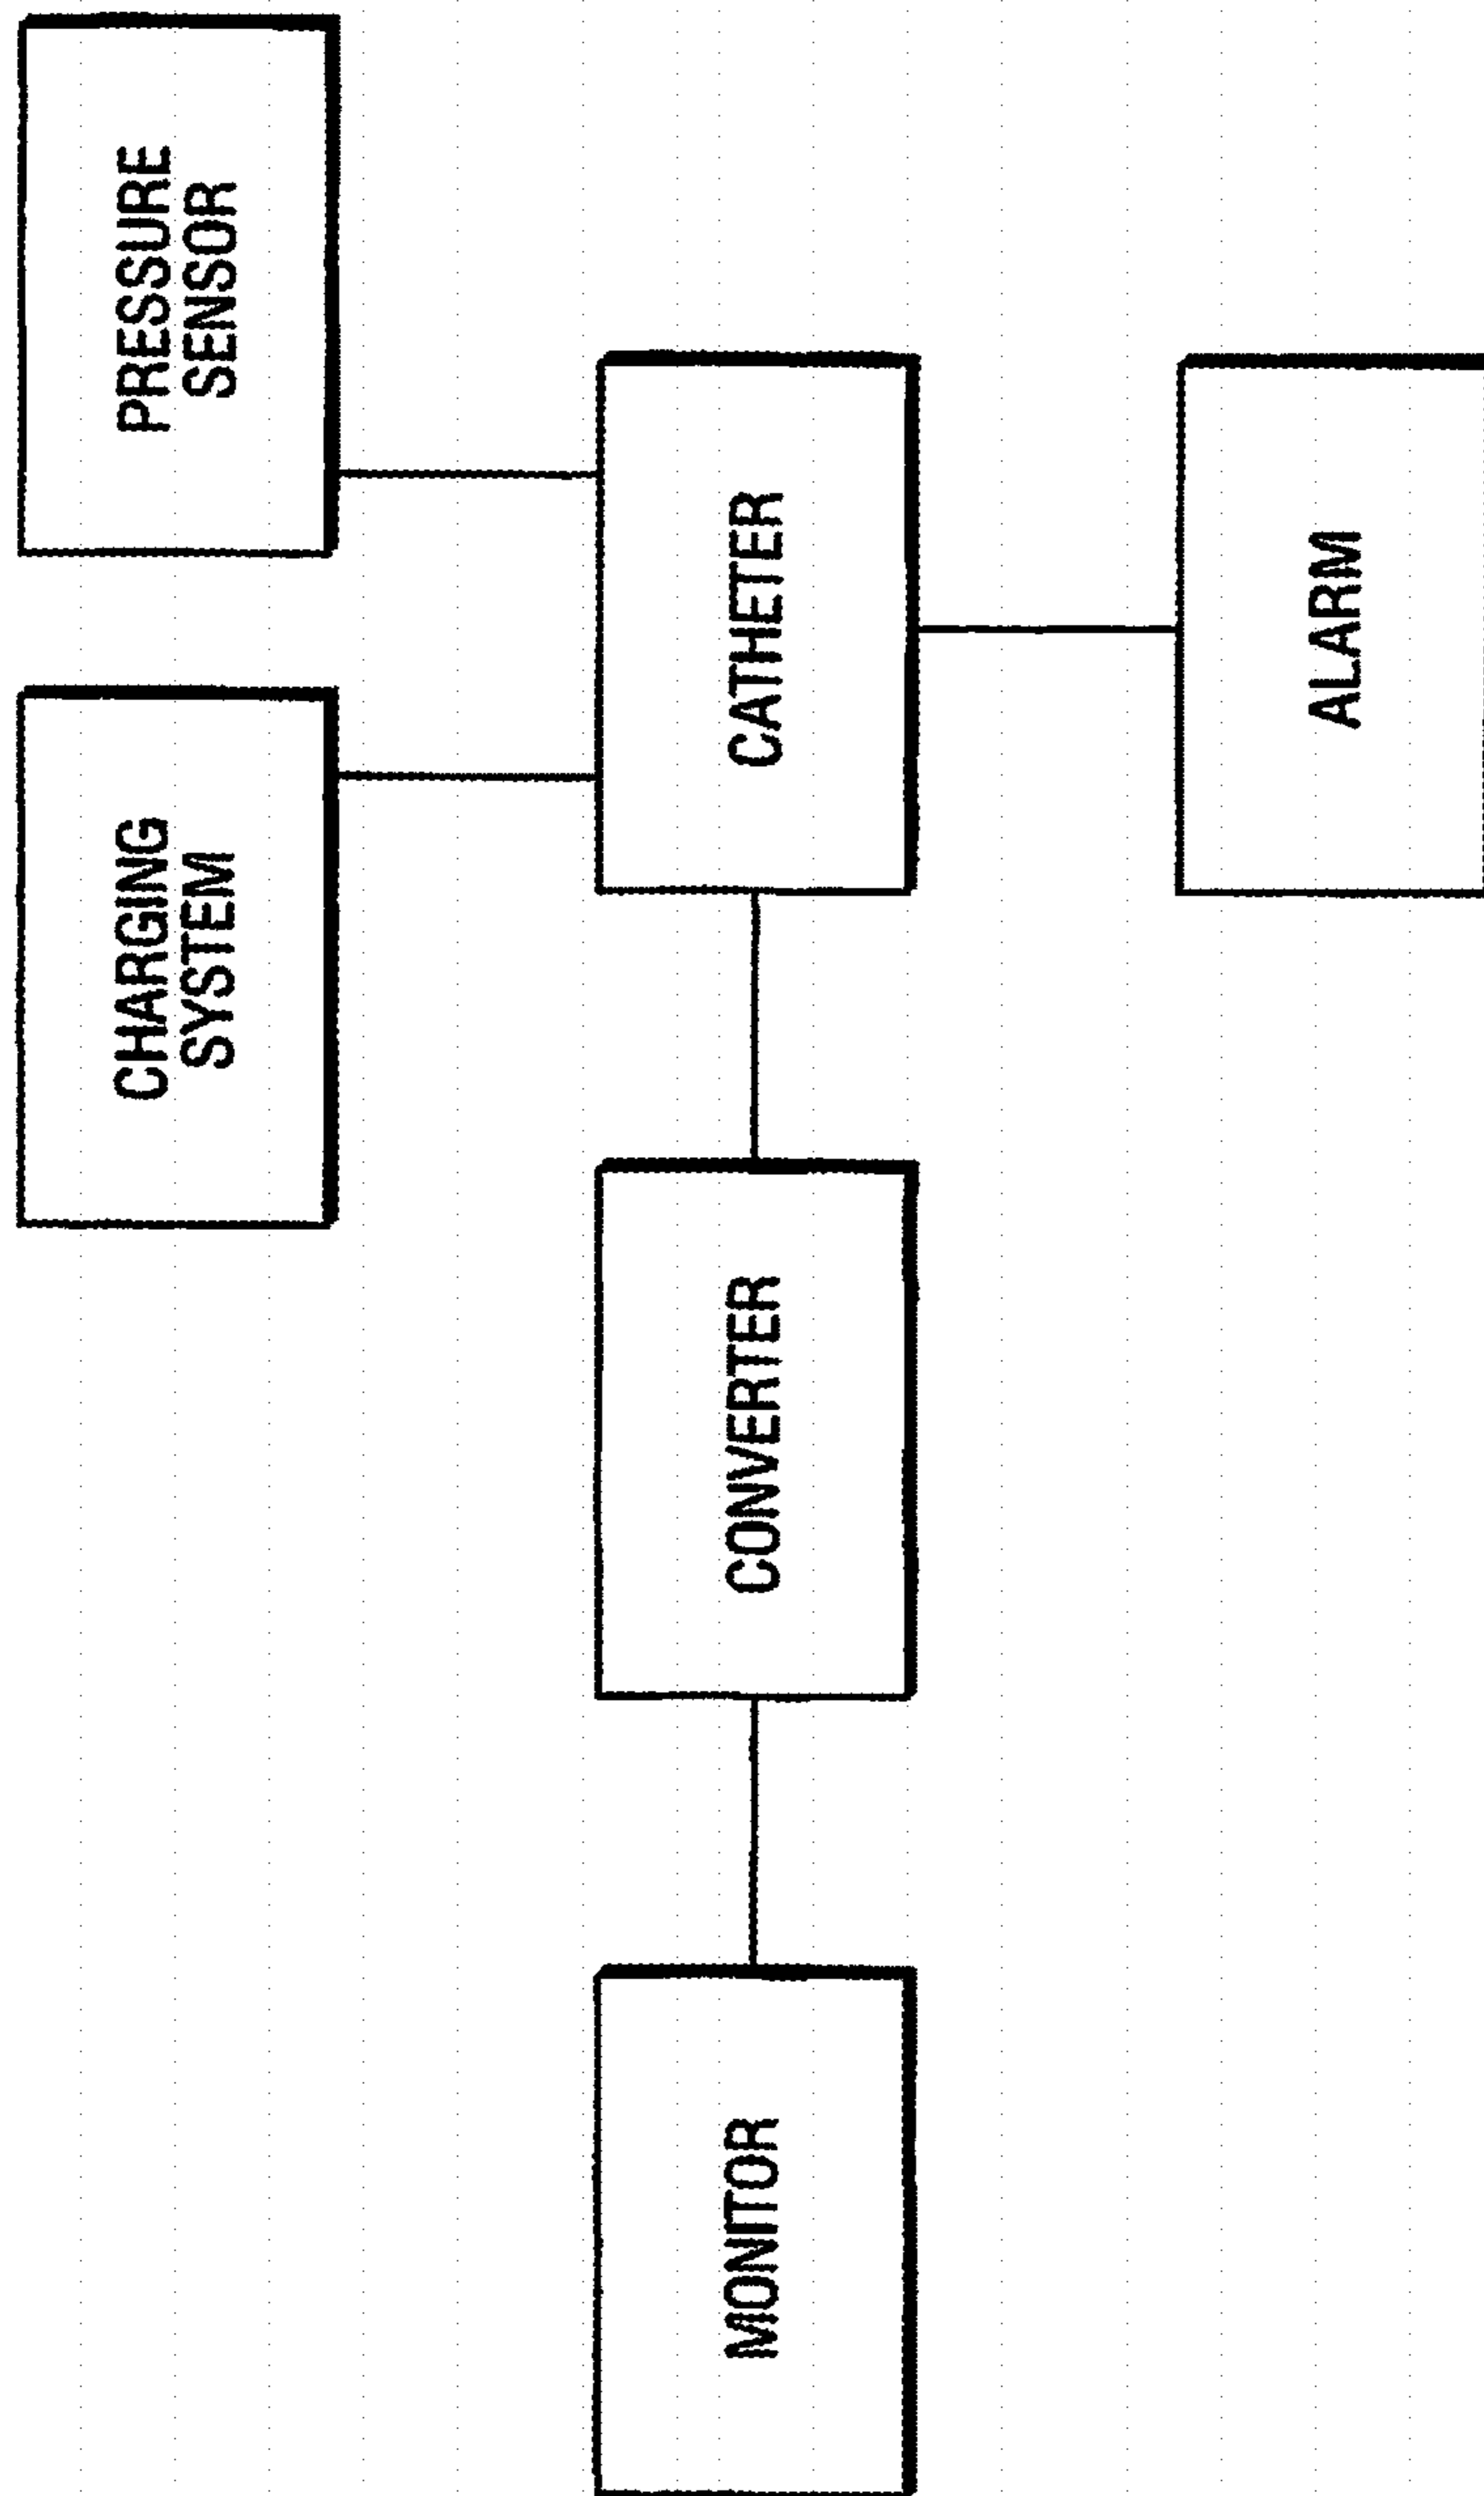 CHARGING
SYSTEM
PRESSURE
SENSOR
MONITOR
CONVERTER
CATHETER
ALARM